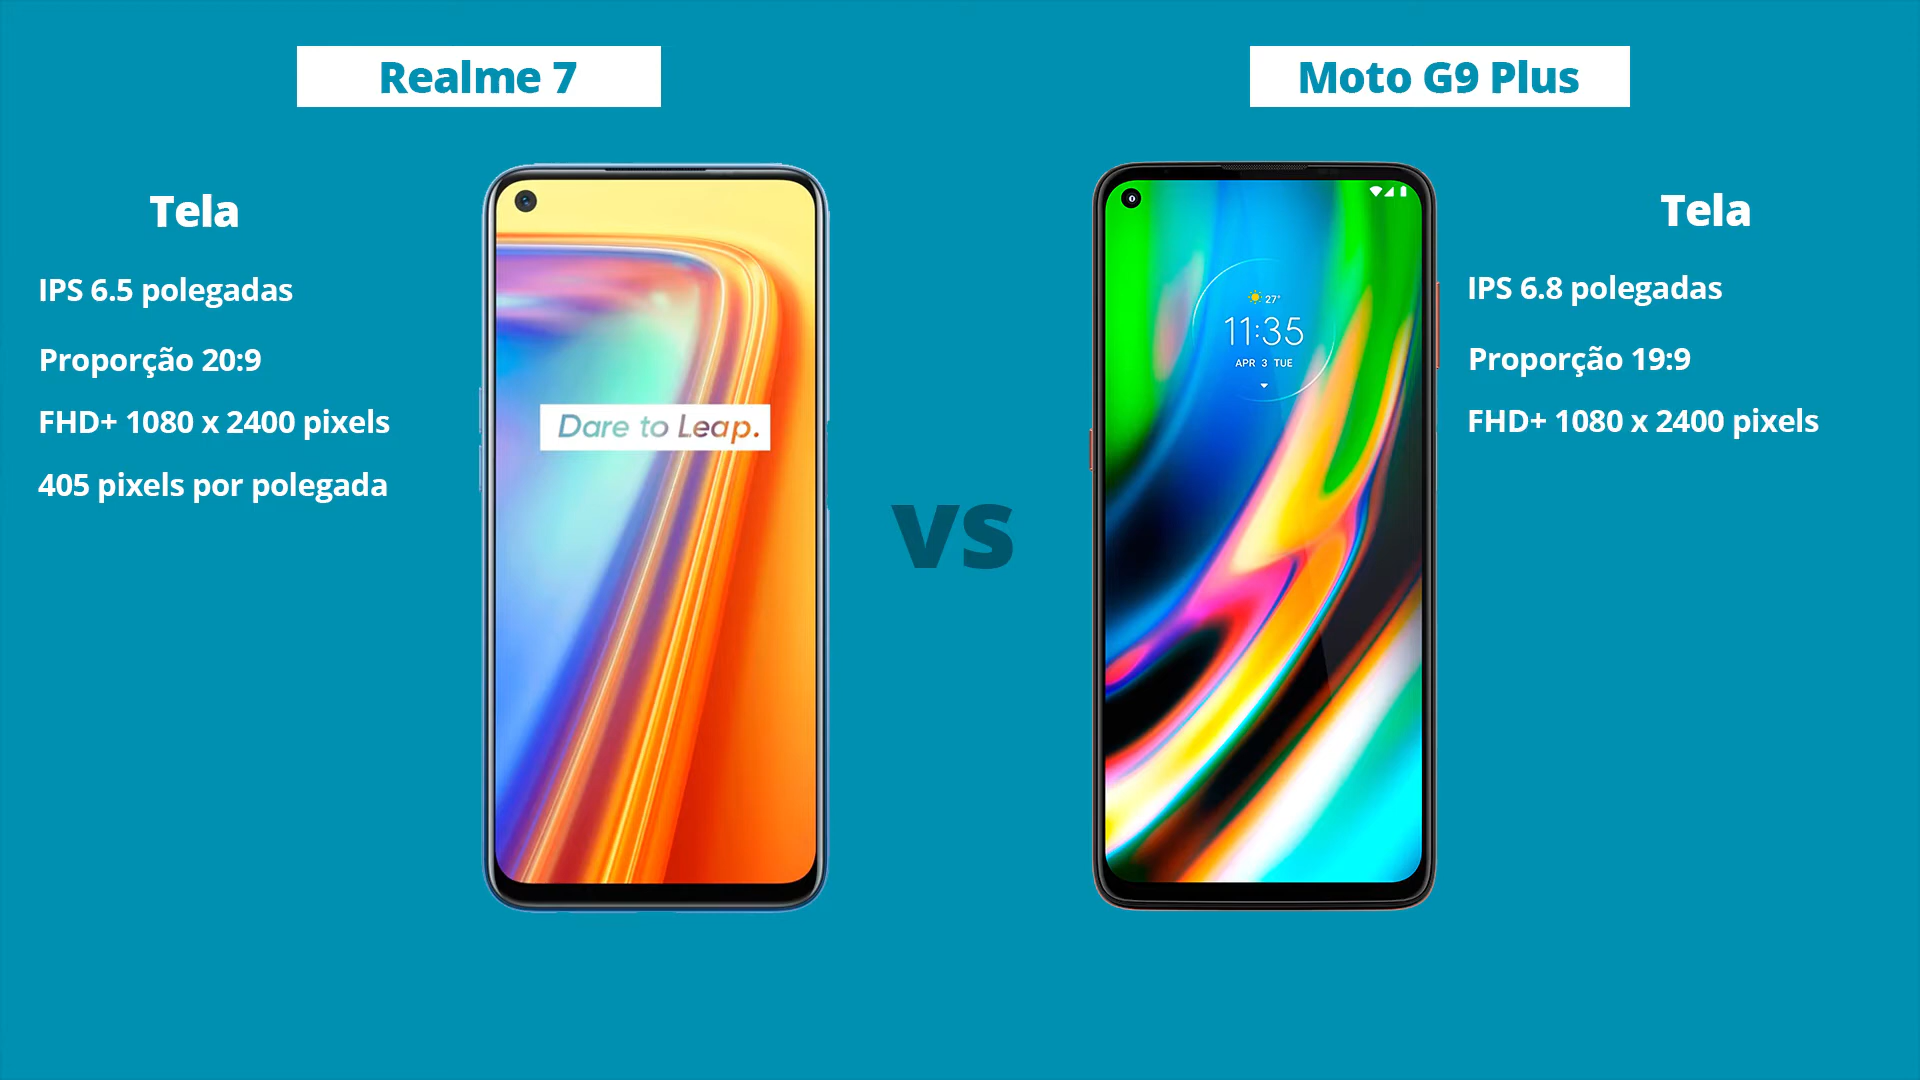 Realme 7
Tela
IPS 6.5 polegadas
Proporção 20:9
FHD+ 1080 x 2400 pixels
405 pixels por polegada
Dare to Leap.
VS
Moto G9 Plus
27°
11:35
APR 3 TUE
Tela
IPS 6.8 polegadas
Proporção 19:9
FHD+ 1080 x 2400 pixels